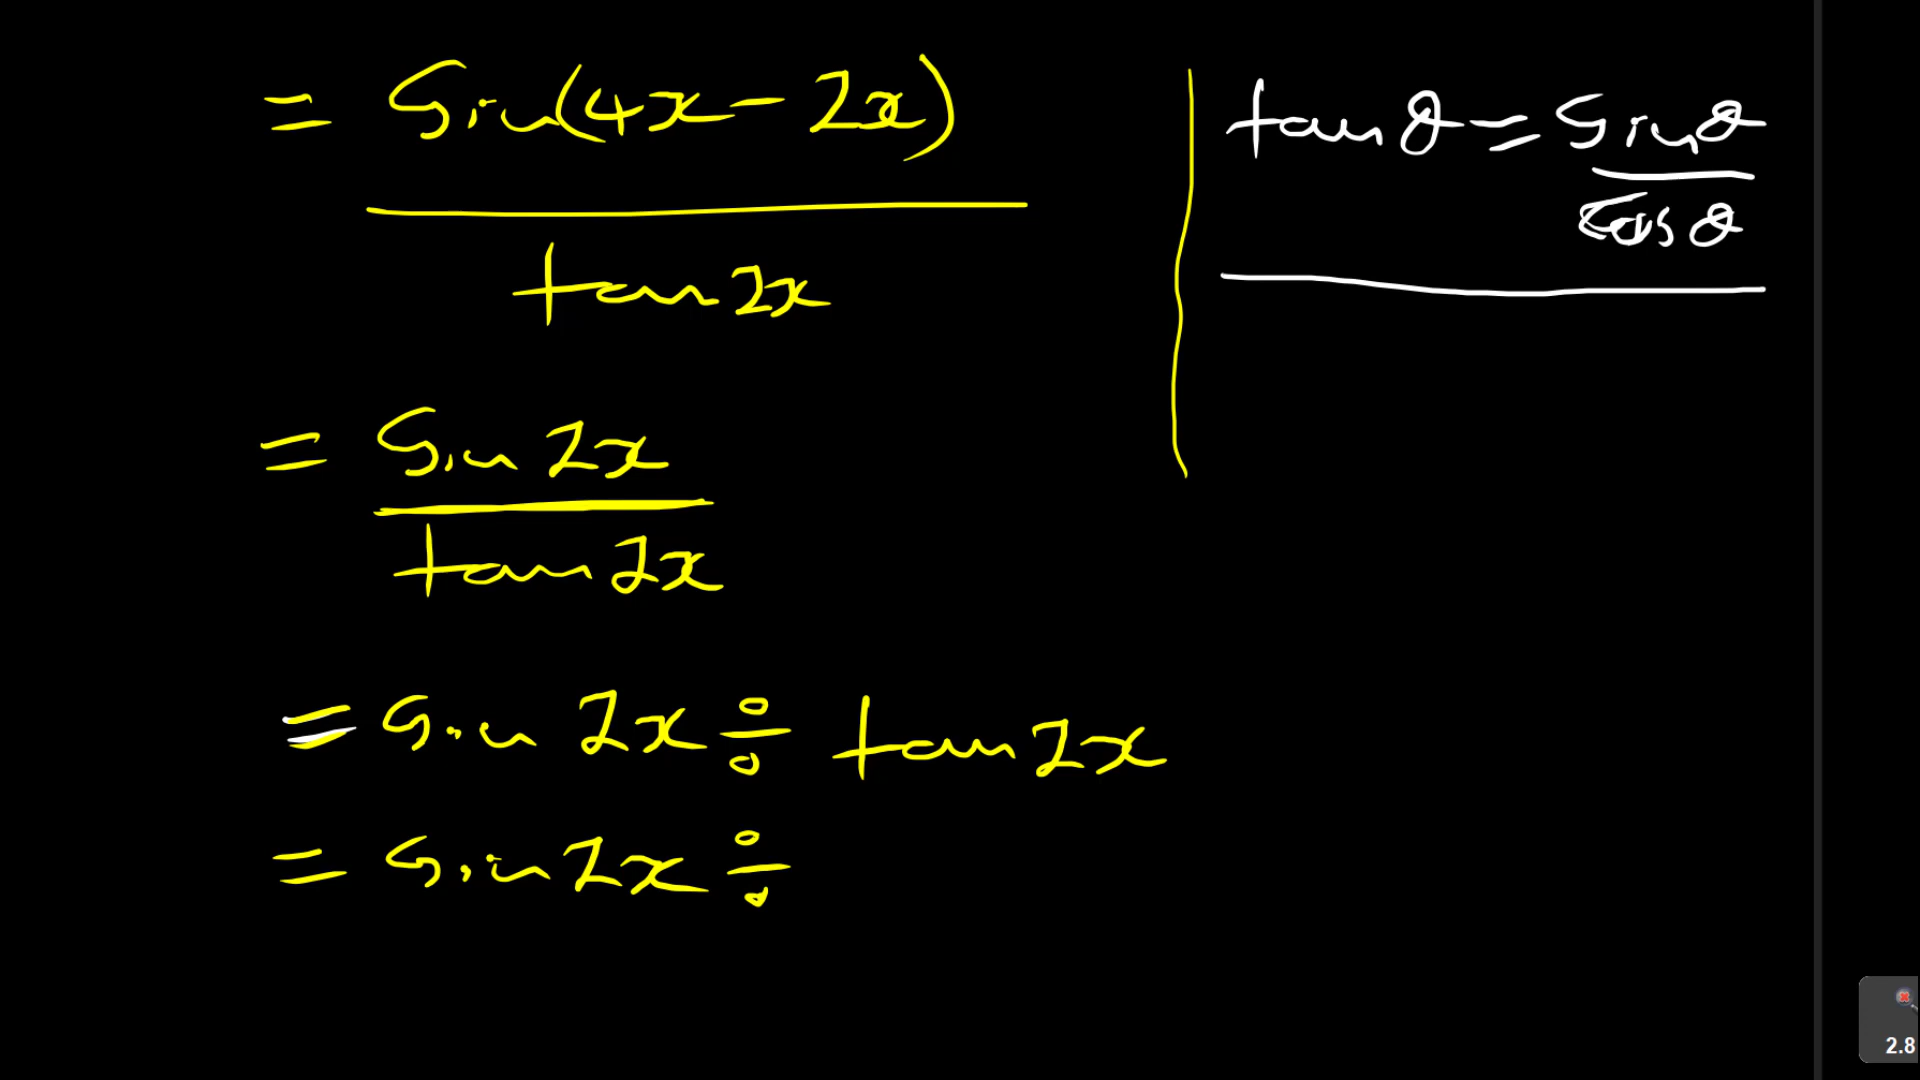 = Sin(4x - 2x)
tan 2x
= Sin 2x
tan 2x
= Sin 2x ÷ tan 2x
= Sin 2x ÷
tan θ = Sin θ
Cos θ
2.8